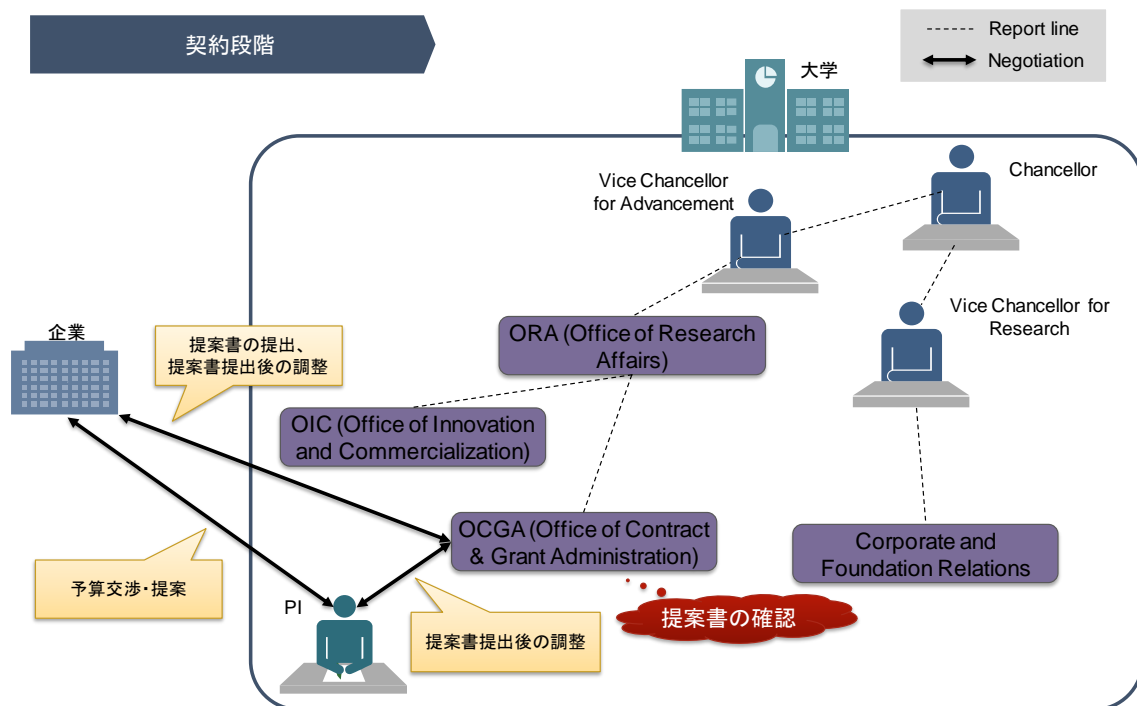 契約段階
Report line
Negotiation
大学
Chancellor
Vice Chancellor
for Advancement
Vice Chancellor for
Research
企業
提案書の提出、
提案書提出後の調整
ORA (Office of Research
Affairs)
OIC (Office of Innovation
and Commercialization)
OCGA (Office of Contract
& Grant Administration)
Corporate and
Foundation Relations
予算交渉・提案
PI
提案書提出後の調整
提案書の確認